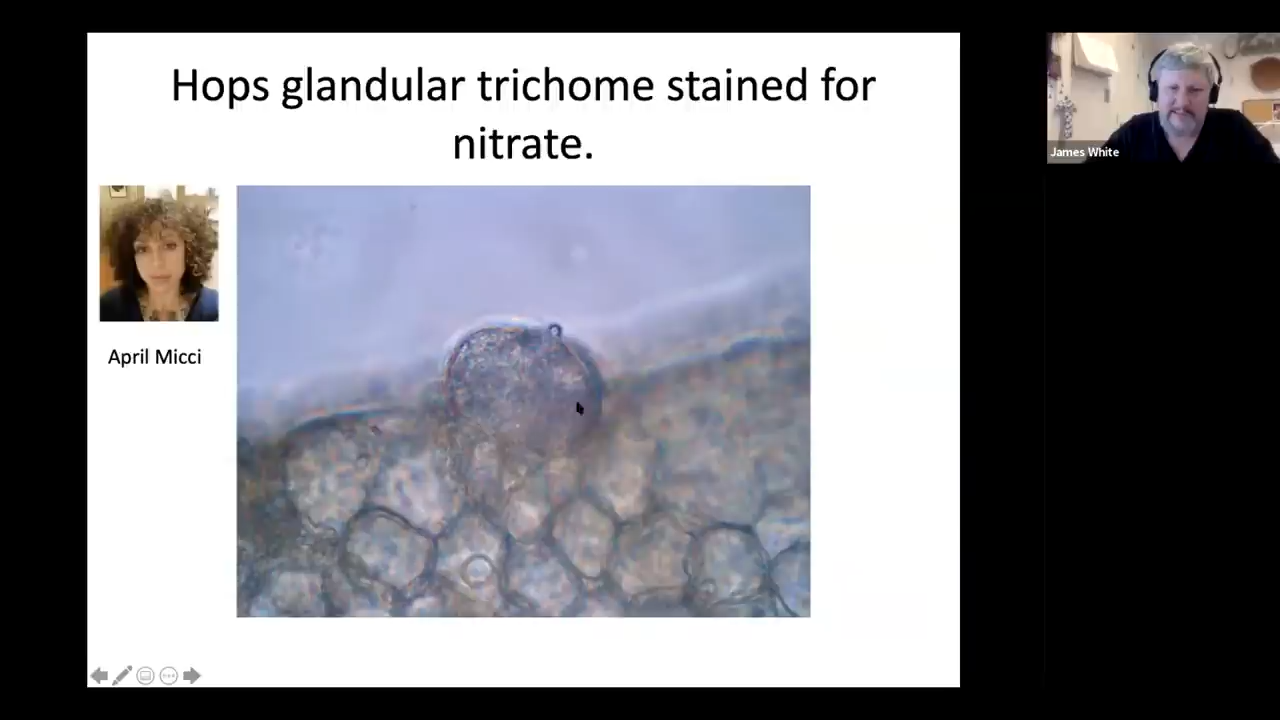 Hops glandular trichome stained for
nitrate.
April Micci
James White